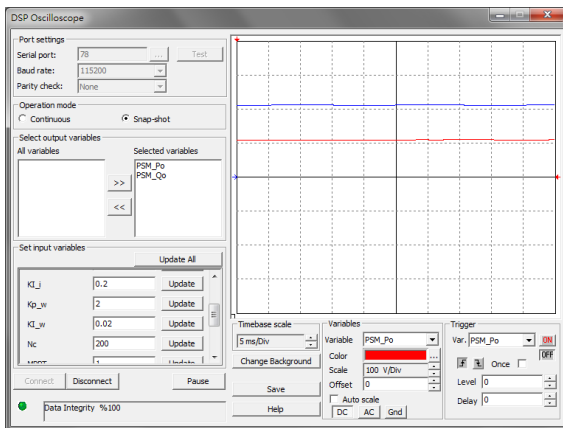 DSP Oscilloscope
Port settings
Serial port: 78 ... Test
Baud rate: 115200
Parity check: None
Operation mode
Continuous Snap-shot
Select output variables
All variables Selected variables
PSM_Po
PSM_Qo
>>
<<
Set input variables
Update All
KI_i 0.2 Update
Kp_w 2 Update
KI_w 0.02 Update
Nc 200 Update
MPPT 1 Update
Connect Disconnect Pause
Data Integrity %100
Timebase scale
5 ms/Div
Change Background
Save
Help
Variables
Variable PSM_Po
Color ...
Scale 100 V/Div
Offset 0
Auto scale
DC AC Gnd
Trigger
Var. PSM_Po ON
OFF
Once
Level 0
Delay 0